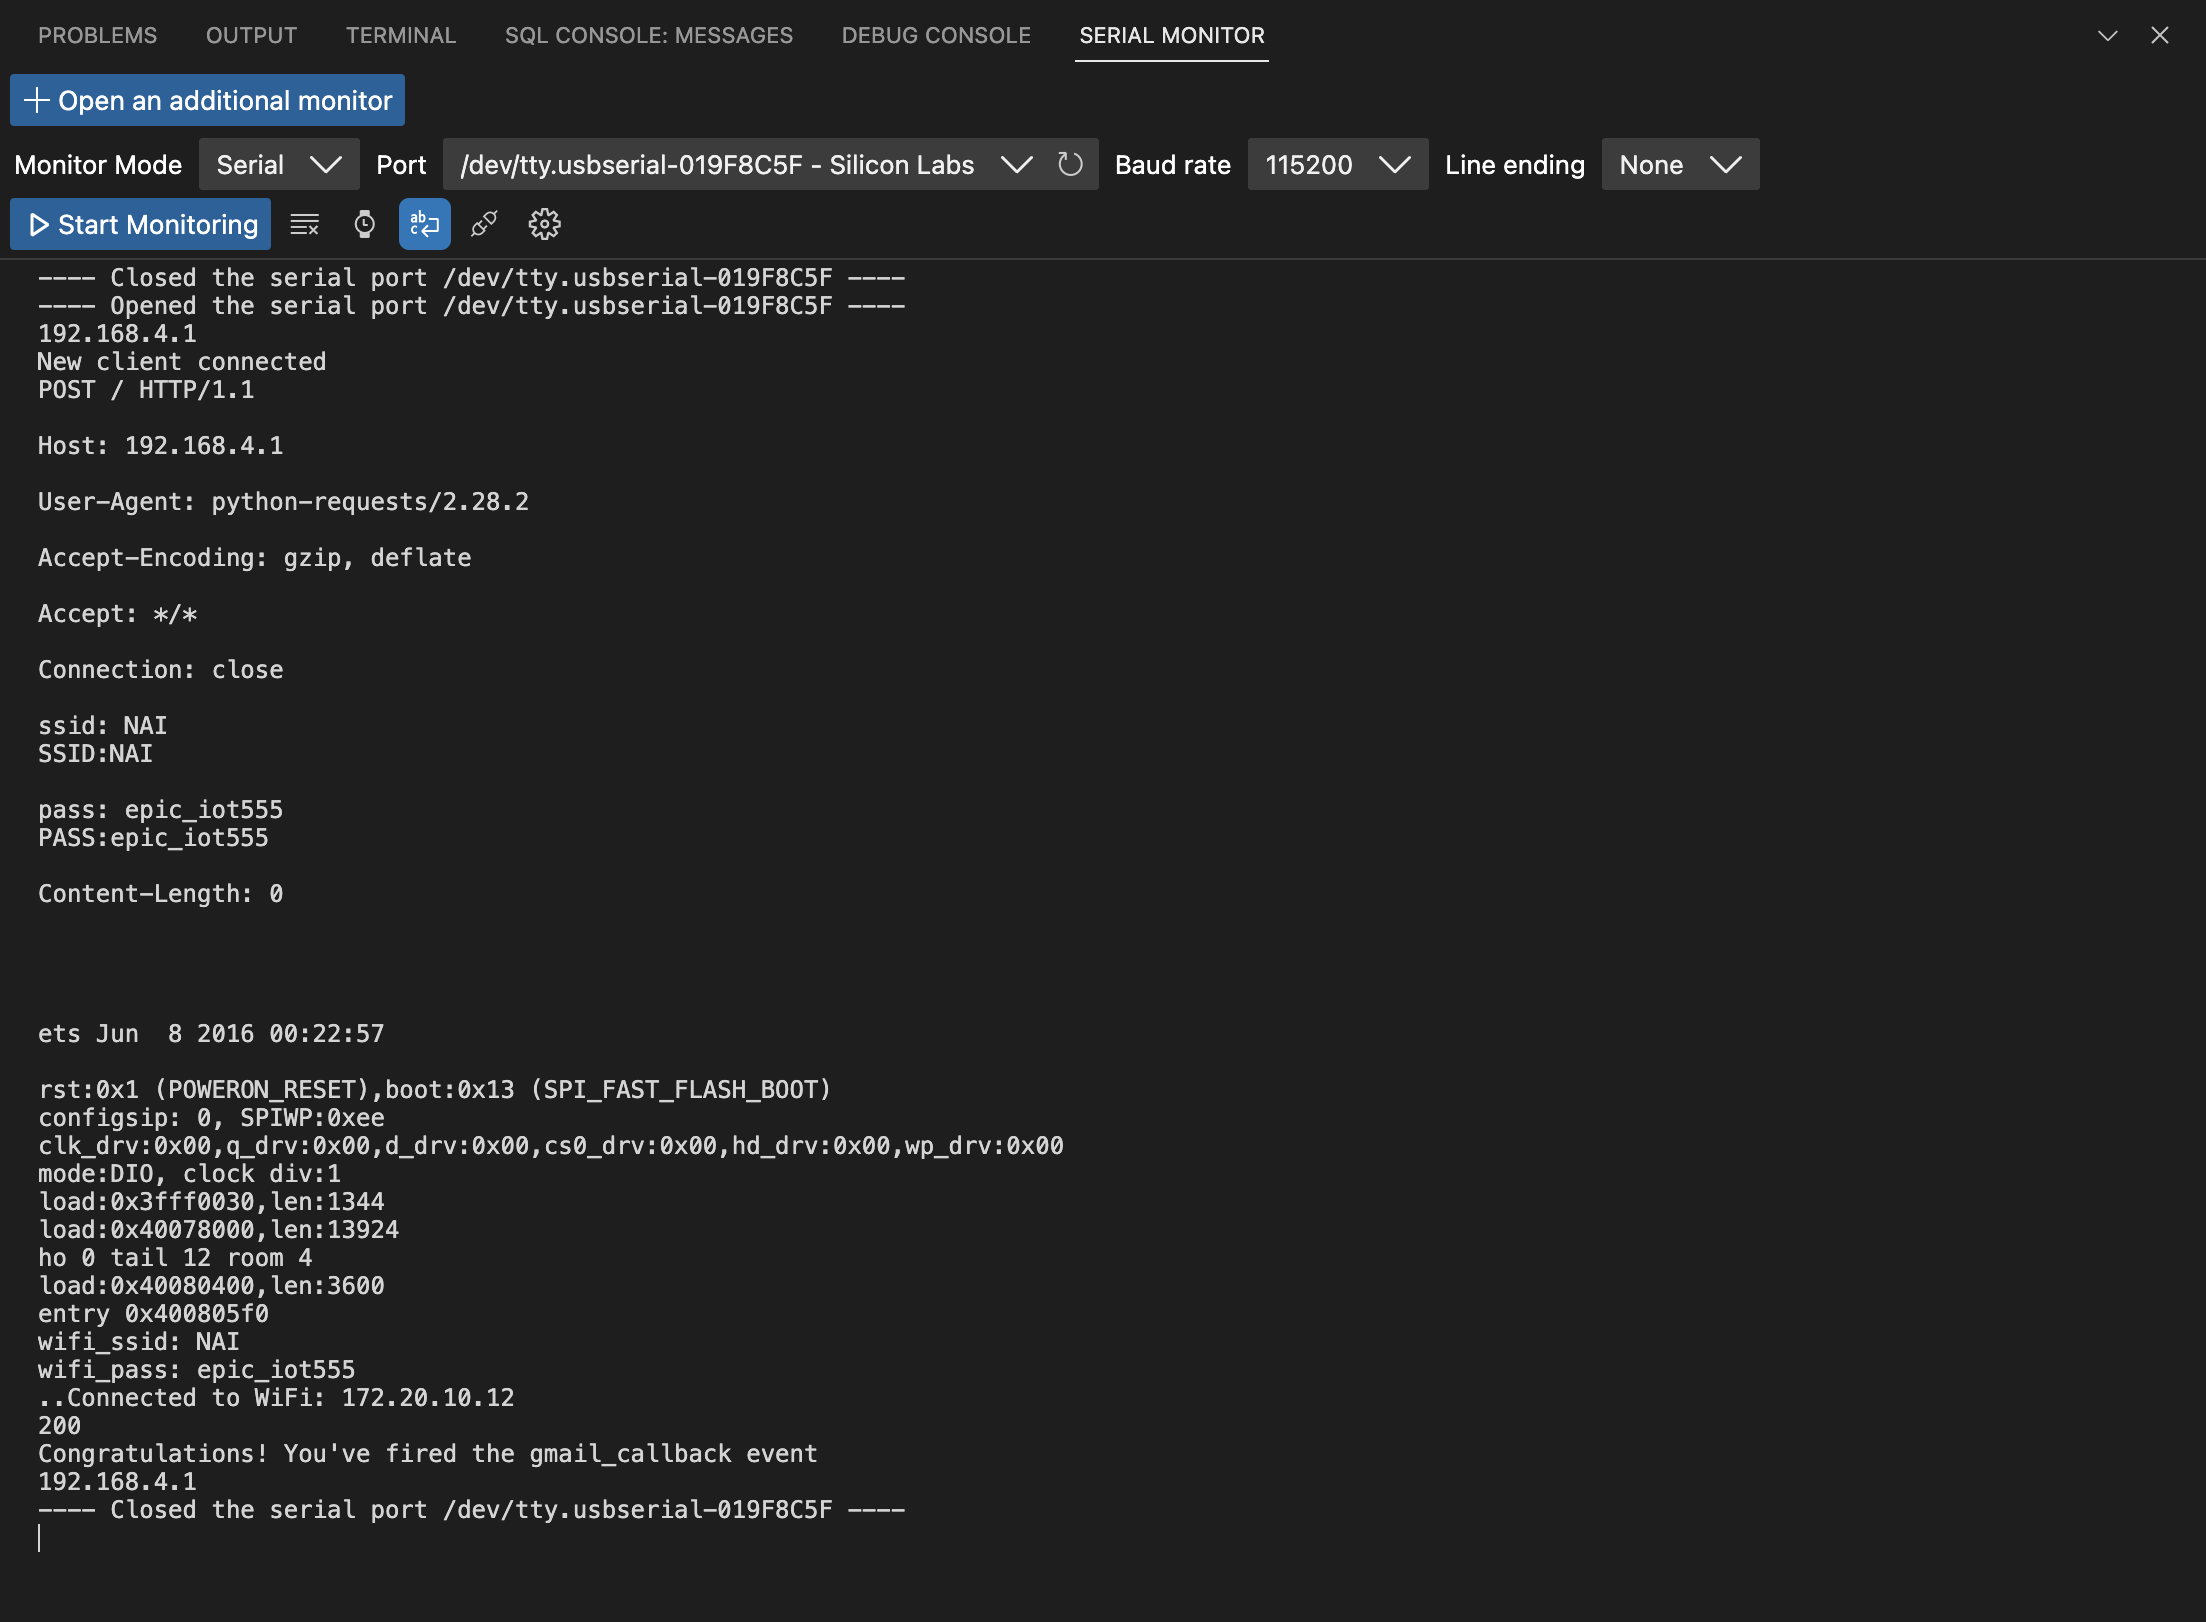 PROBLEMS OUTPUT TERMINAL SQL CONSOLE: MESSAGES DEBUG CONSOLE SERIAL MONITOR
Open an additional monitor
Monitor Mode Serial Port /dev/tty.usbserial-019F8C5F - Silicon Labs Baud rate 115200 Line ending None
Start Monitoring
---- Closed the serial port /dev/tty.usbserial-019F8C5F ----
---- Opened the serial port /dev/tty.usbserial-019F8C5F ----
192.168.4.1
New client connected
POST / HTTP/1.1
Host: 192.168.4.1
User-Agent: python-requests/2.28.2
Accept-Encoding: gzip, deflate
Accept: */*
Connection: close
ssid: NAI
SSID:NAI
pass: epic_iot555
PASS:epic_iot555
Content-Length: 0
ets Jun  8 2016 00:22:57
rst:0x1 (POWERON_RESET),boot:0x13 (SPI_FAST_FLASH_BOOT)
configsip: 0, SPIWP:0xee
clk_drv:0x00,q_drv:0x00,d_drv:0x00,cs0_drv:0x00,hd_drv:0x00,wp_drv:0x00
mode:DIO, clock div:1
load:0x3fff0030,len:1344
load:0x40078000,len:13924
ho 0 tail 12 room 4
load:0x40080400,len:3600
entry 0x400805f0
wifi_ssid: NAI
wifi_pass: epic_iot555
..Connected to WiFi: 172.20.10.12
200
Congratulations! You've fired the gmail_callback event
192.168.4.1
---- Closed the serial port /dev/tty.usbserial-019F8C5F ----